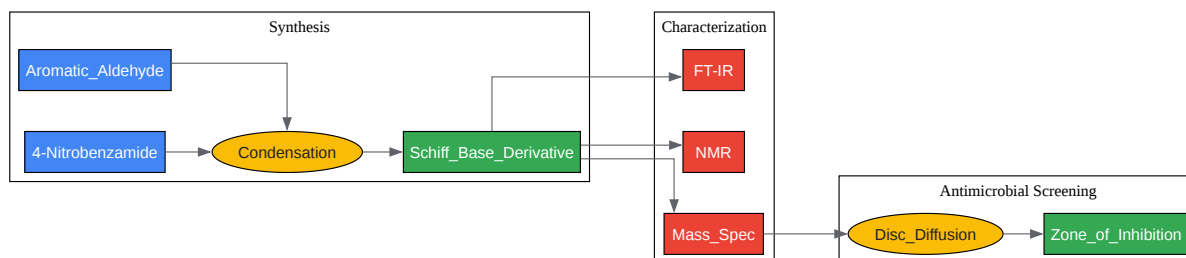 Synthesis
Aromatic_Aldehyde
4-Nitrobenzamide
Condensation
Schiff_Base_Derivative
Characterization
FT-IR
NMR
Mass_Spec
Antimicrobial Screening
Disc_Diffusion
Zone_of_Inhibition